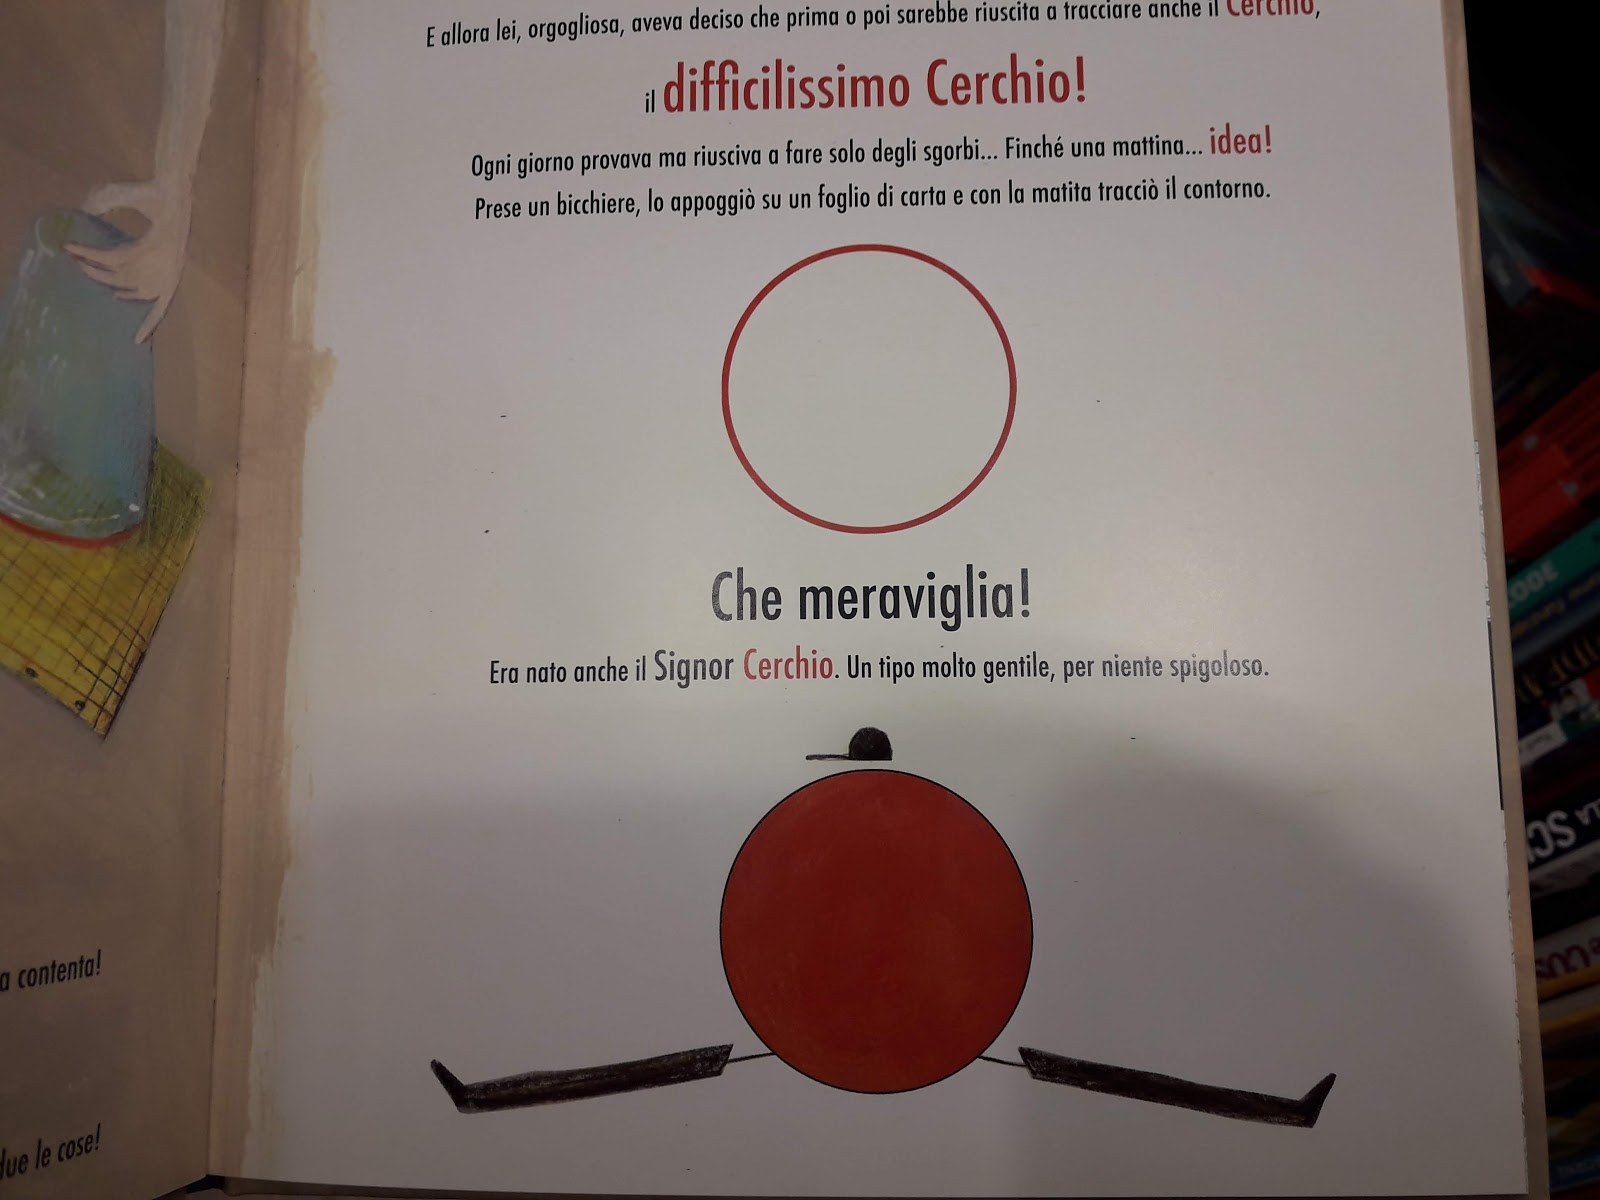 E allora lei, orgogliosa, aveva deciso che prima o poi sarebbe riuscita a tracciare anche il Cerchio,
il difficilissimo Cerchio!
Ogni giorno provava ma riusciva a fare solo degli sgorbi... Finché una mattina... idea!
Prese un bicchiere, lo appoggiò su un foglio di carta e con la matita tracciò il contorno.
Che meraviglia!
Era nato anche il Signor Cerchio. Un tipo molto gentile, per niente spigoloso.
a contenta!
due le cose!